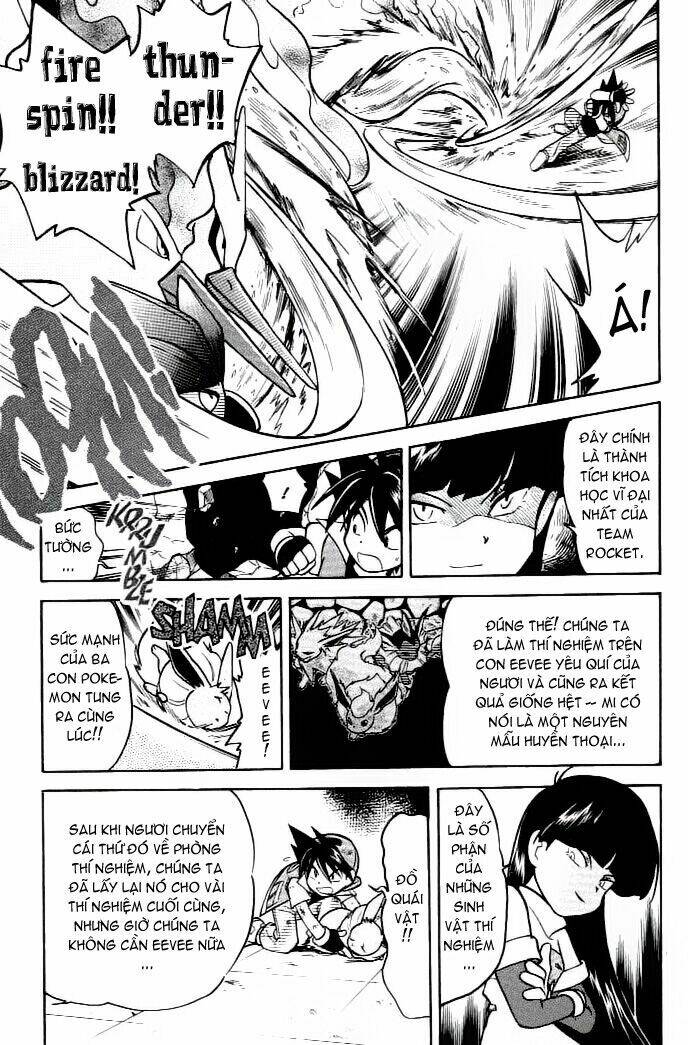 fire
spin!!
thun-
der!!
blizzard!
Á!
OOM!
ĐÂY CHÍNH
LÀ THÀNH
TÍCH KHOA
HỌC VĨ ĐẠI
NHẤT CỦA
TEAM
ROCKET.
BỨC
TƯỜNG
...
ĐÚNG THẾ! CHÚNG TA
ĐÃ LÀM THÍ NGHIỆM TRÊN
CON EEVEE YÊU QUÍ CỦA
NGƯƠI VÀ CŨNG RA KẾT
QUẢ GIỐNG HỆT ~ MI CÓ
NÓI LÀ MỘT NGUYÊN
MẪU HUYỀN THOẠI...
SHAMM
EEVEE!
SỨC MẠNH
CỦA BA
CON POKE-
MON TUNG
RA CÙNG
LÚC!!
ĐÂY
LÀ SỐ
PHẬN
CỦA
NHỮNG
SINH
VẬT THÍ
NGHIỆM
...
ĐỒ
QUÁI
VẬT
!!
SAU KHI NGƯƠI CHUYỂN
CÁI THỨ ĐÓ VỀ PHÒNG
THÍ NGHIỆM, CHÚNG TA
ĐÃ LẤY LẠI NÓ CHO VÀI
THÍ NGHIỆM CUỐI CÙNG,
NHƯNG GIỜ CHÚNG TA
KHÔNG CẦN EEVEE NỮA
...